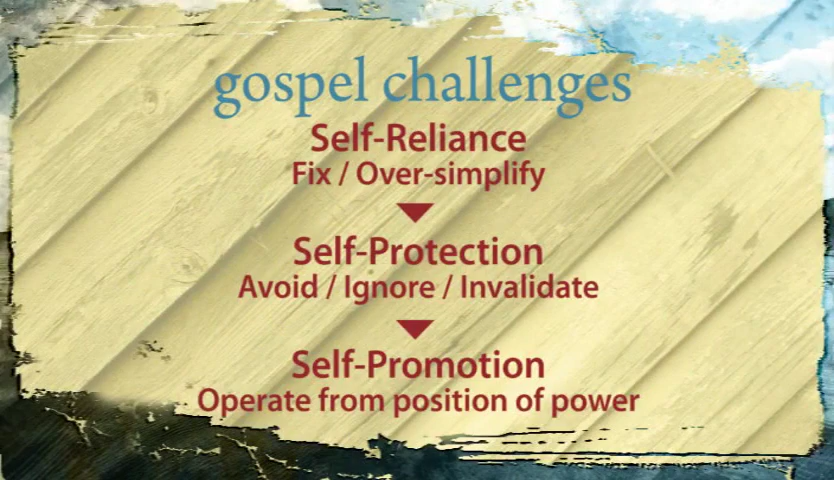 gospel challenges
Self-Reliance
Fix / Over-simplify
Self-Protection
Avoid / Ignore / Invalidate
Self-Promotion
Operate from position of power